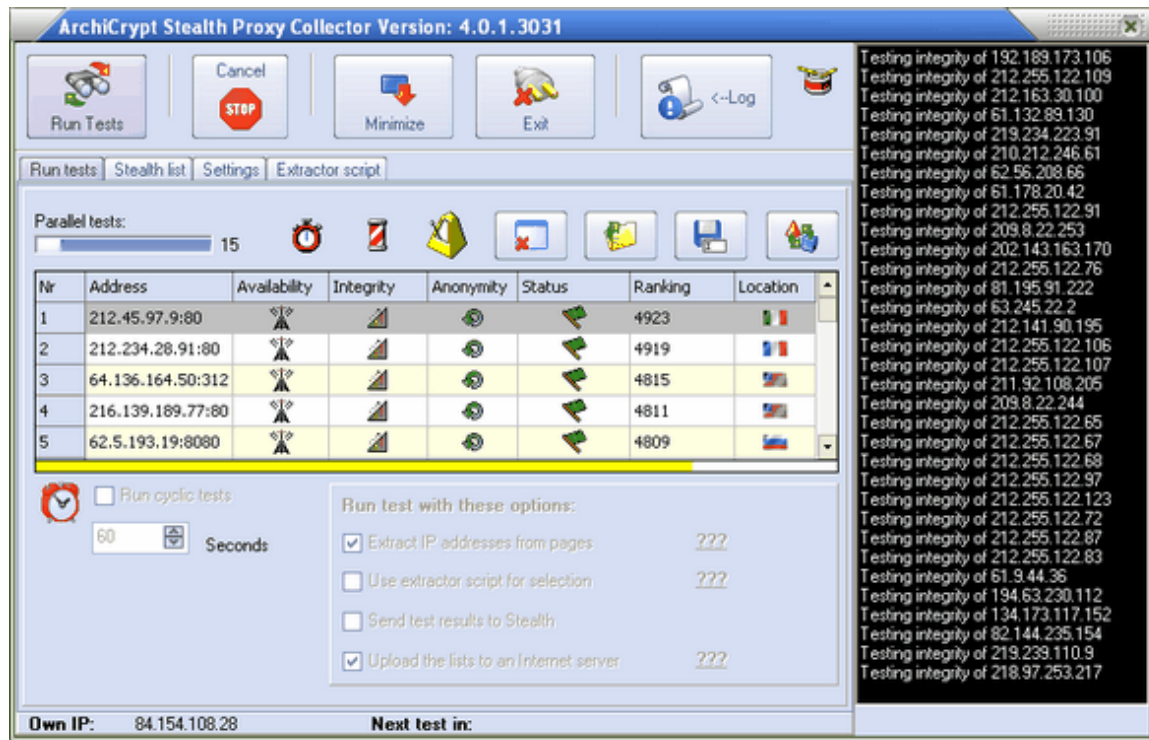 ArchiCrypt Stealth Proxy Collector Version: 4.0.1.3031
Run Tests
Cancel
STOP
Minimize
Exit
<--Log
Run tests Stealth list Settings Extractor script
Parallel tests:
15
Nr Address Availability Integrity Anonymity Status Ranking Location
1 212.45.97.9:80 4923
2 212.234.28.91:80 4919
3 64.136.164.50:312 4815
4 216.139.189.77:80 4811
5 62.5.193.19:8080 4809
Run cyclic tests
60 Seconds
Run test with these options:
Extract IP addresses from pages ???
Use extractor script for selection ???
Send test results to Stealth
Upload the lists to an Internet server ???
Own IP: 84.154.108.28 Next test in:
Testing integrity of 192.189.173.106
Testing integrity of 212.255.122.109
Testing integrity of 212.163.30.100
Testing integrity of 61.132.89.130
Testing integrity of 219.234.223.91
Testing integrity of 210.212.246.61
Testing integrity of 62.56.208.66
Testing integrity of 61.178.20.42
Testing integrity of 212.255.122.91
Testing integrity of 209.8.22.253
Testing integrity of 202.143.163.170
Testing integrity of 212.255.122.76
Testing integrity of 81.195.91.222
Testing integrity of 63.245.22.2
Testing integrity of 212.141.90.195
Testing integrity of 212.255.122.106
Testing integrity of 212.255.122.107
Testing integrity of 211.92.108.205
Testing integrity of 209.8.22.244
Testing integrity of 212.255.122.65
Testing integrity of 212.255.122.67
Testing integrity of 212.255.122.68
Testing integrity of 212.255.122.97
Testing integrity of 212.255.122.123
Testing integrity of 212.255.122.72
Testing integrity of 212.255.122.87
Testing integrity of 212.255.122.83
Testing integrity of 61.9.44.36
Testing integrity of 194.63.230.112
Testing integrity of 134.173.117.152
Testing integrity of 82.144.235.154
Testing integrity of 219.239.110.9
Testing integrity of 218.97.253.217